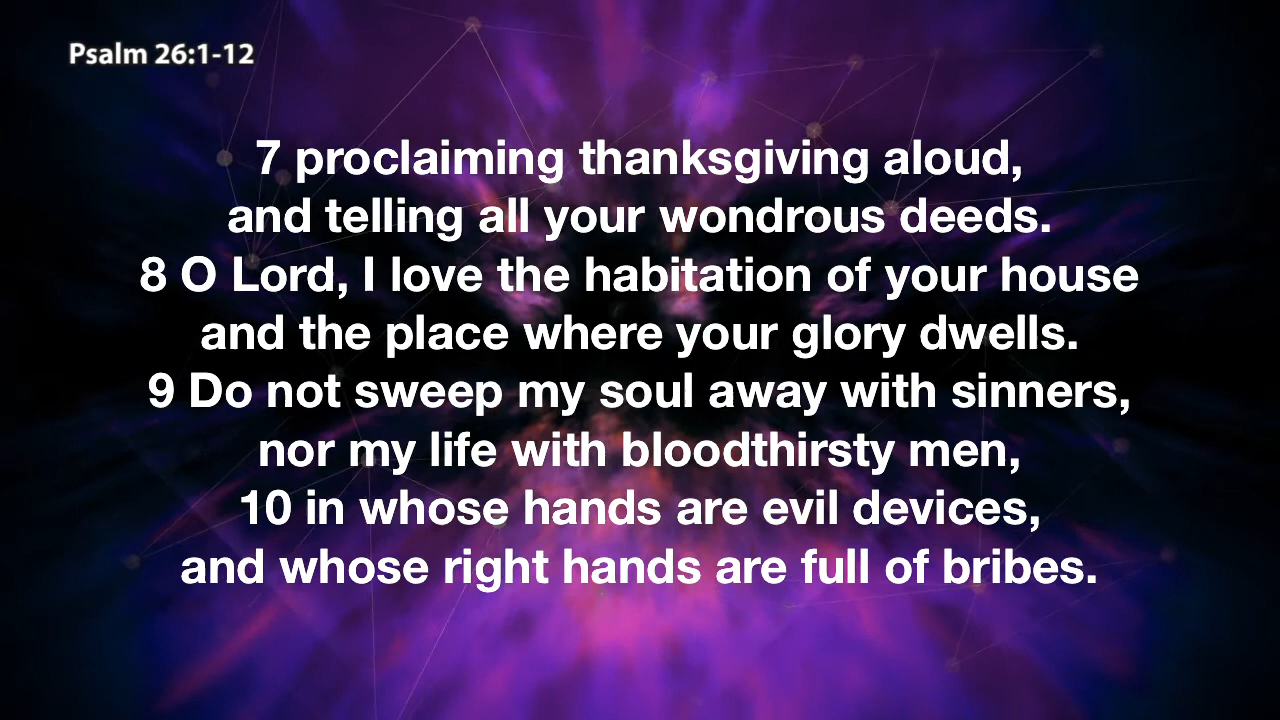 Psalm 26:1-12
7 proclaiming thanksgiving aloud,
and telling all your wondrous deeds.
8 O Lord, I love the habitation of your house
and the place where your glory dwells.
9 Do not sweep my soul away with sinners,
nor my life with bloodthirsty men,
10 in whose hands are evil devices,
and whose right hands are full of bribes.